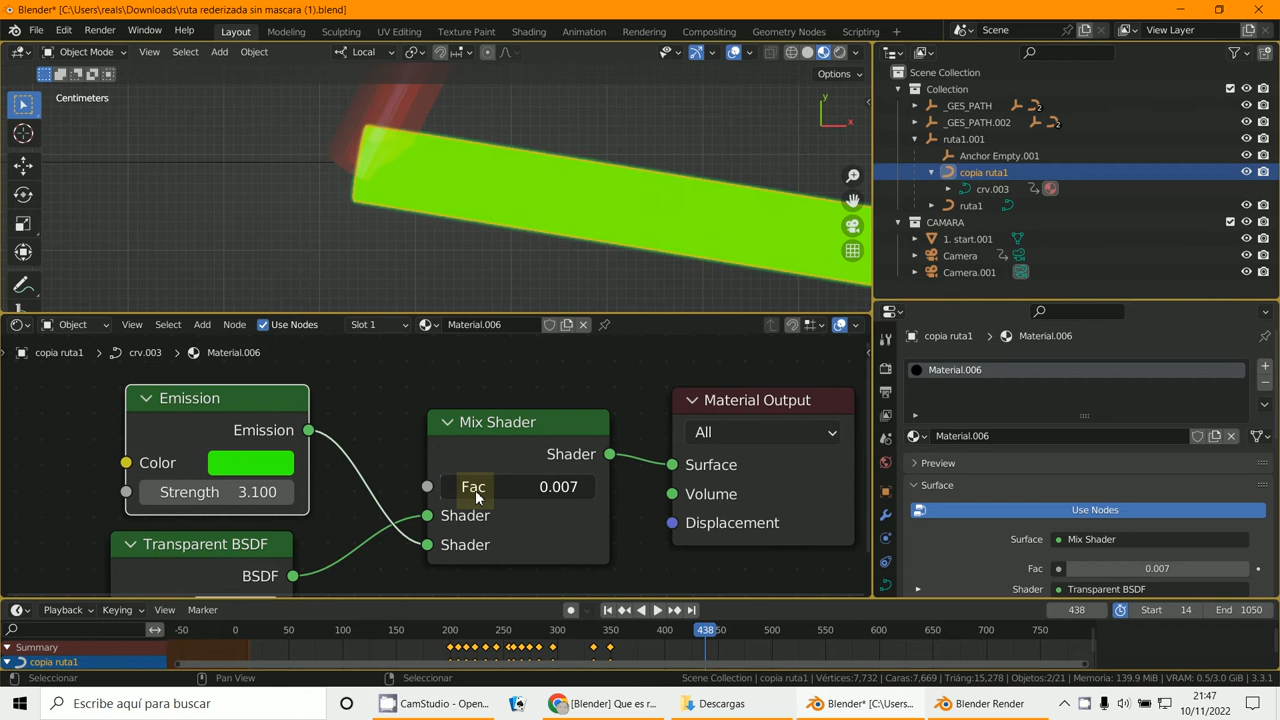 Blender* [C:\Users\reals\Downloads\ruta rederizada sin mascara (1).blend]
File Edit Render Window Help Layout Modeling Sculpting UV Editing Texture Paint Shading Animation Rendering Compositing Geometry Nodes Scripting + Scene View Layer
Object Mode View Select Add Object Local
Options
Centimeters
y
x
Scene Collection
Collection
_GES_PATH 2
_GES_PATH.002 2
ruta1.001
Anchor Empty.001
copia ruta1
crv.003
ruta1
CAMARA
1. start.001
Camera
Camera.001
Object View Select Add Node Use Nodes Slot 1 Material.006
copia ruta1 > crv.003 > Material.006
Emission
Emission
Color
Strength 3.100
Transparent BSDF
BSDF
Mix Shader
Shader
Fac 0.007
Shader
Shader
Material Output
All
Surface
Volume
Displacement
copia ruta1 > Material.006
Material.006
Material.006
Preview
Surface
Use Nodes
Surface Mix Shader
Fac 0.007
Shader Transparent BSDF
Playback Keying View Marker 438 Start 14 End 1050
-50 0 50 100 150 200 250 300 350 400 438 50 500 550 600 650 700 750
Summary
copia ruta1
Seleccionar Pan View Seleccionar Scene Collection | copia ruta1 | Vértices:7,732 | Caras:7,669 | Triáno:15,278 | Objetos:2/21 | Memoria: 139.9 MiB | VRAM: 0.5/3.0 GiB | 3.3.1
Escribe aquí para buscar CamStudio - Open... [Blender] Que es r... Descargas Blender* [C:\Users... Blender Render 21:47
10/11/2022